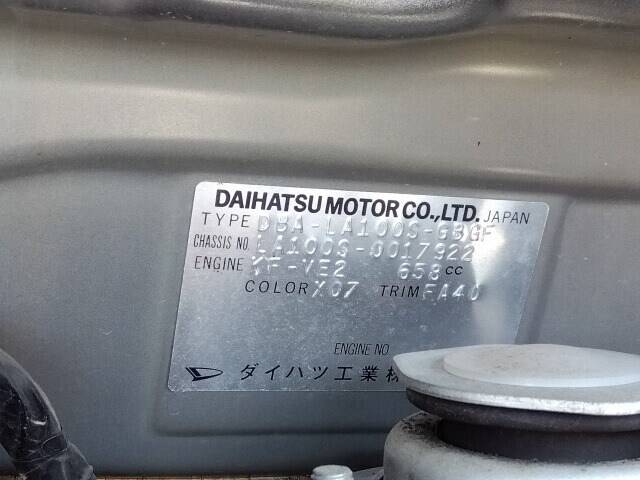 DAIHATSU MOTOR CO.,LTD. JAPAN
TYPE DBA-LA100S-GBGF
CHASSIS NO. LA100S-0017922
ENGINE KF-VE2 658 cc
COLOR X07 TRIM FA40
ENGINE NO
ダイハツ工業株